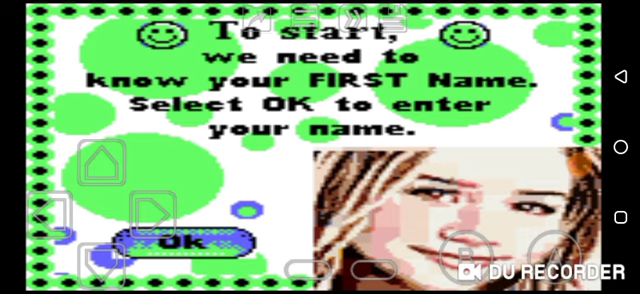 To start,
we need to
know your FIRST Name.
Select OK to enter
your name.
Ok
B
A
DU RECORDER